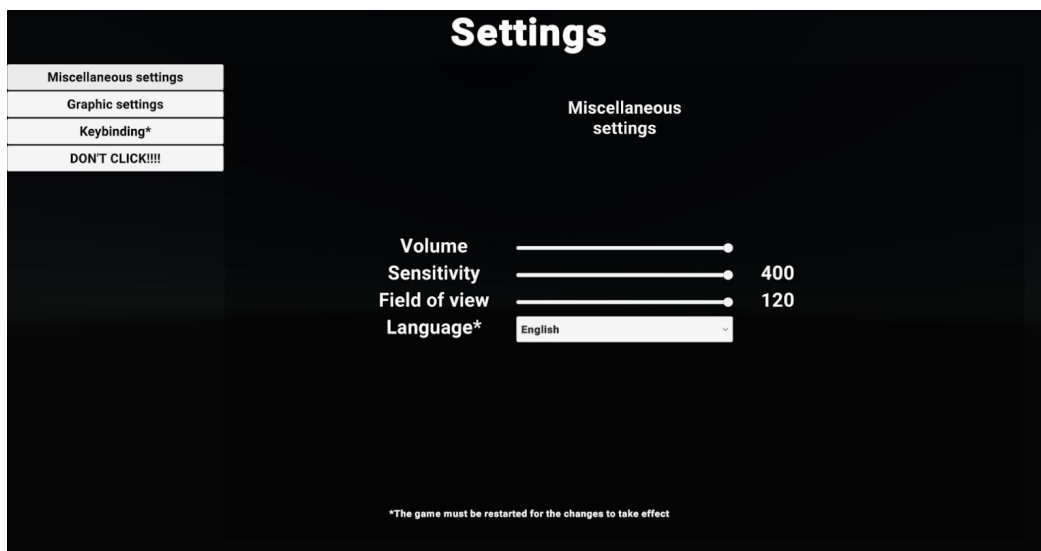 Settings
Miscellaneous settings
Graphic settings
Keybinding*
DON'T CLICK!!!!
Miscellaneous
settings
Volume
Sensitivity 400
Field of view 120
Language* English
*The game must be restarted for the changes to take effect